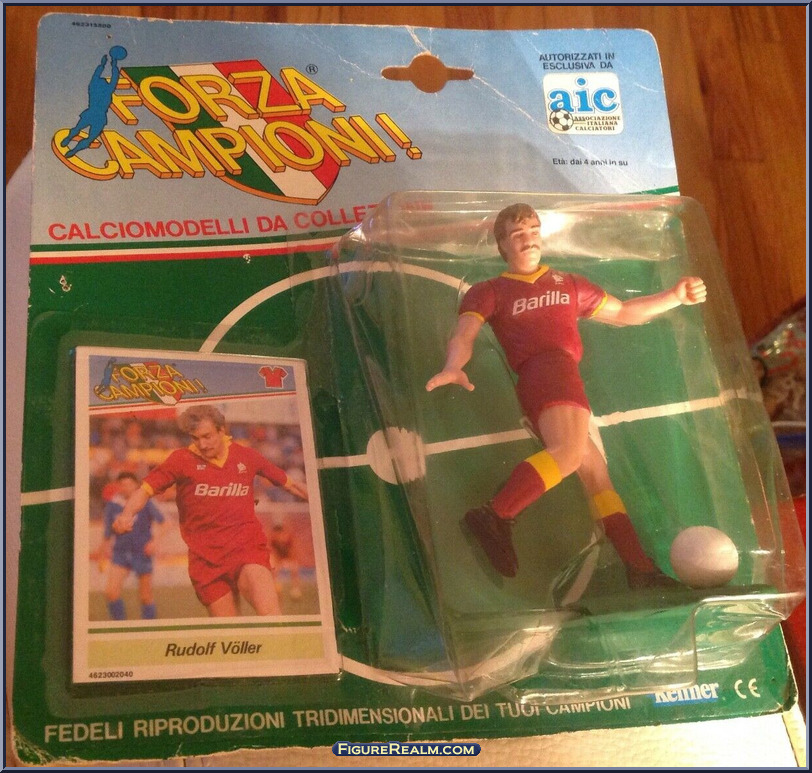 462315800
FORZA
CAMPIONI!
®
AUTORIZZATI IN
ESCLUSIVA DA
aic
ASSOCIAZIONE
ITALIANA
CALCIATORI
Età: dai 4 anni in su
CALCIOMODELLI DA
Barilla
FORZA
CAMPIONI!
Barilla
Rudolf Völler
4623002040
Kenner CE
FEDELI RIPRODUZIONI TRIDIMENSIONALI DEI TUOI CAMPIONI
FIGUREREALM.COM